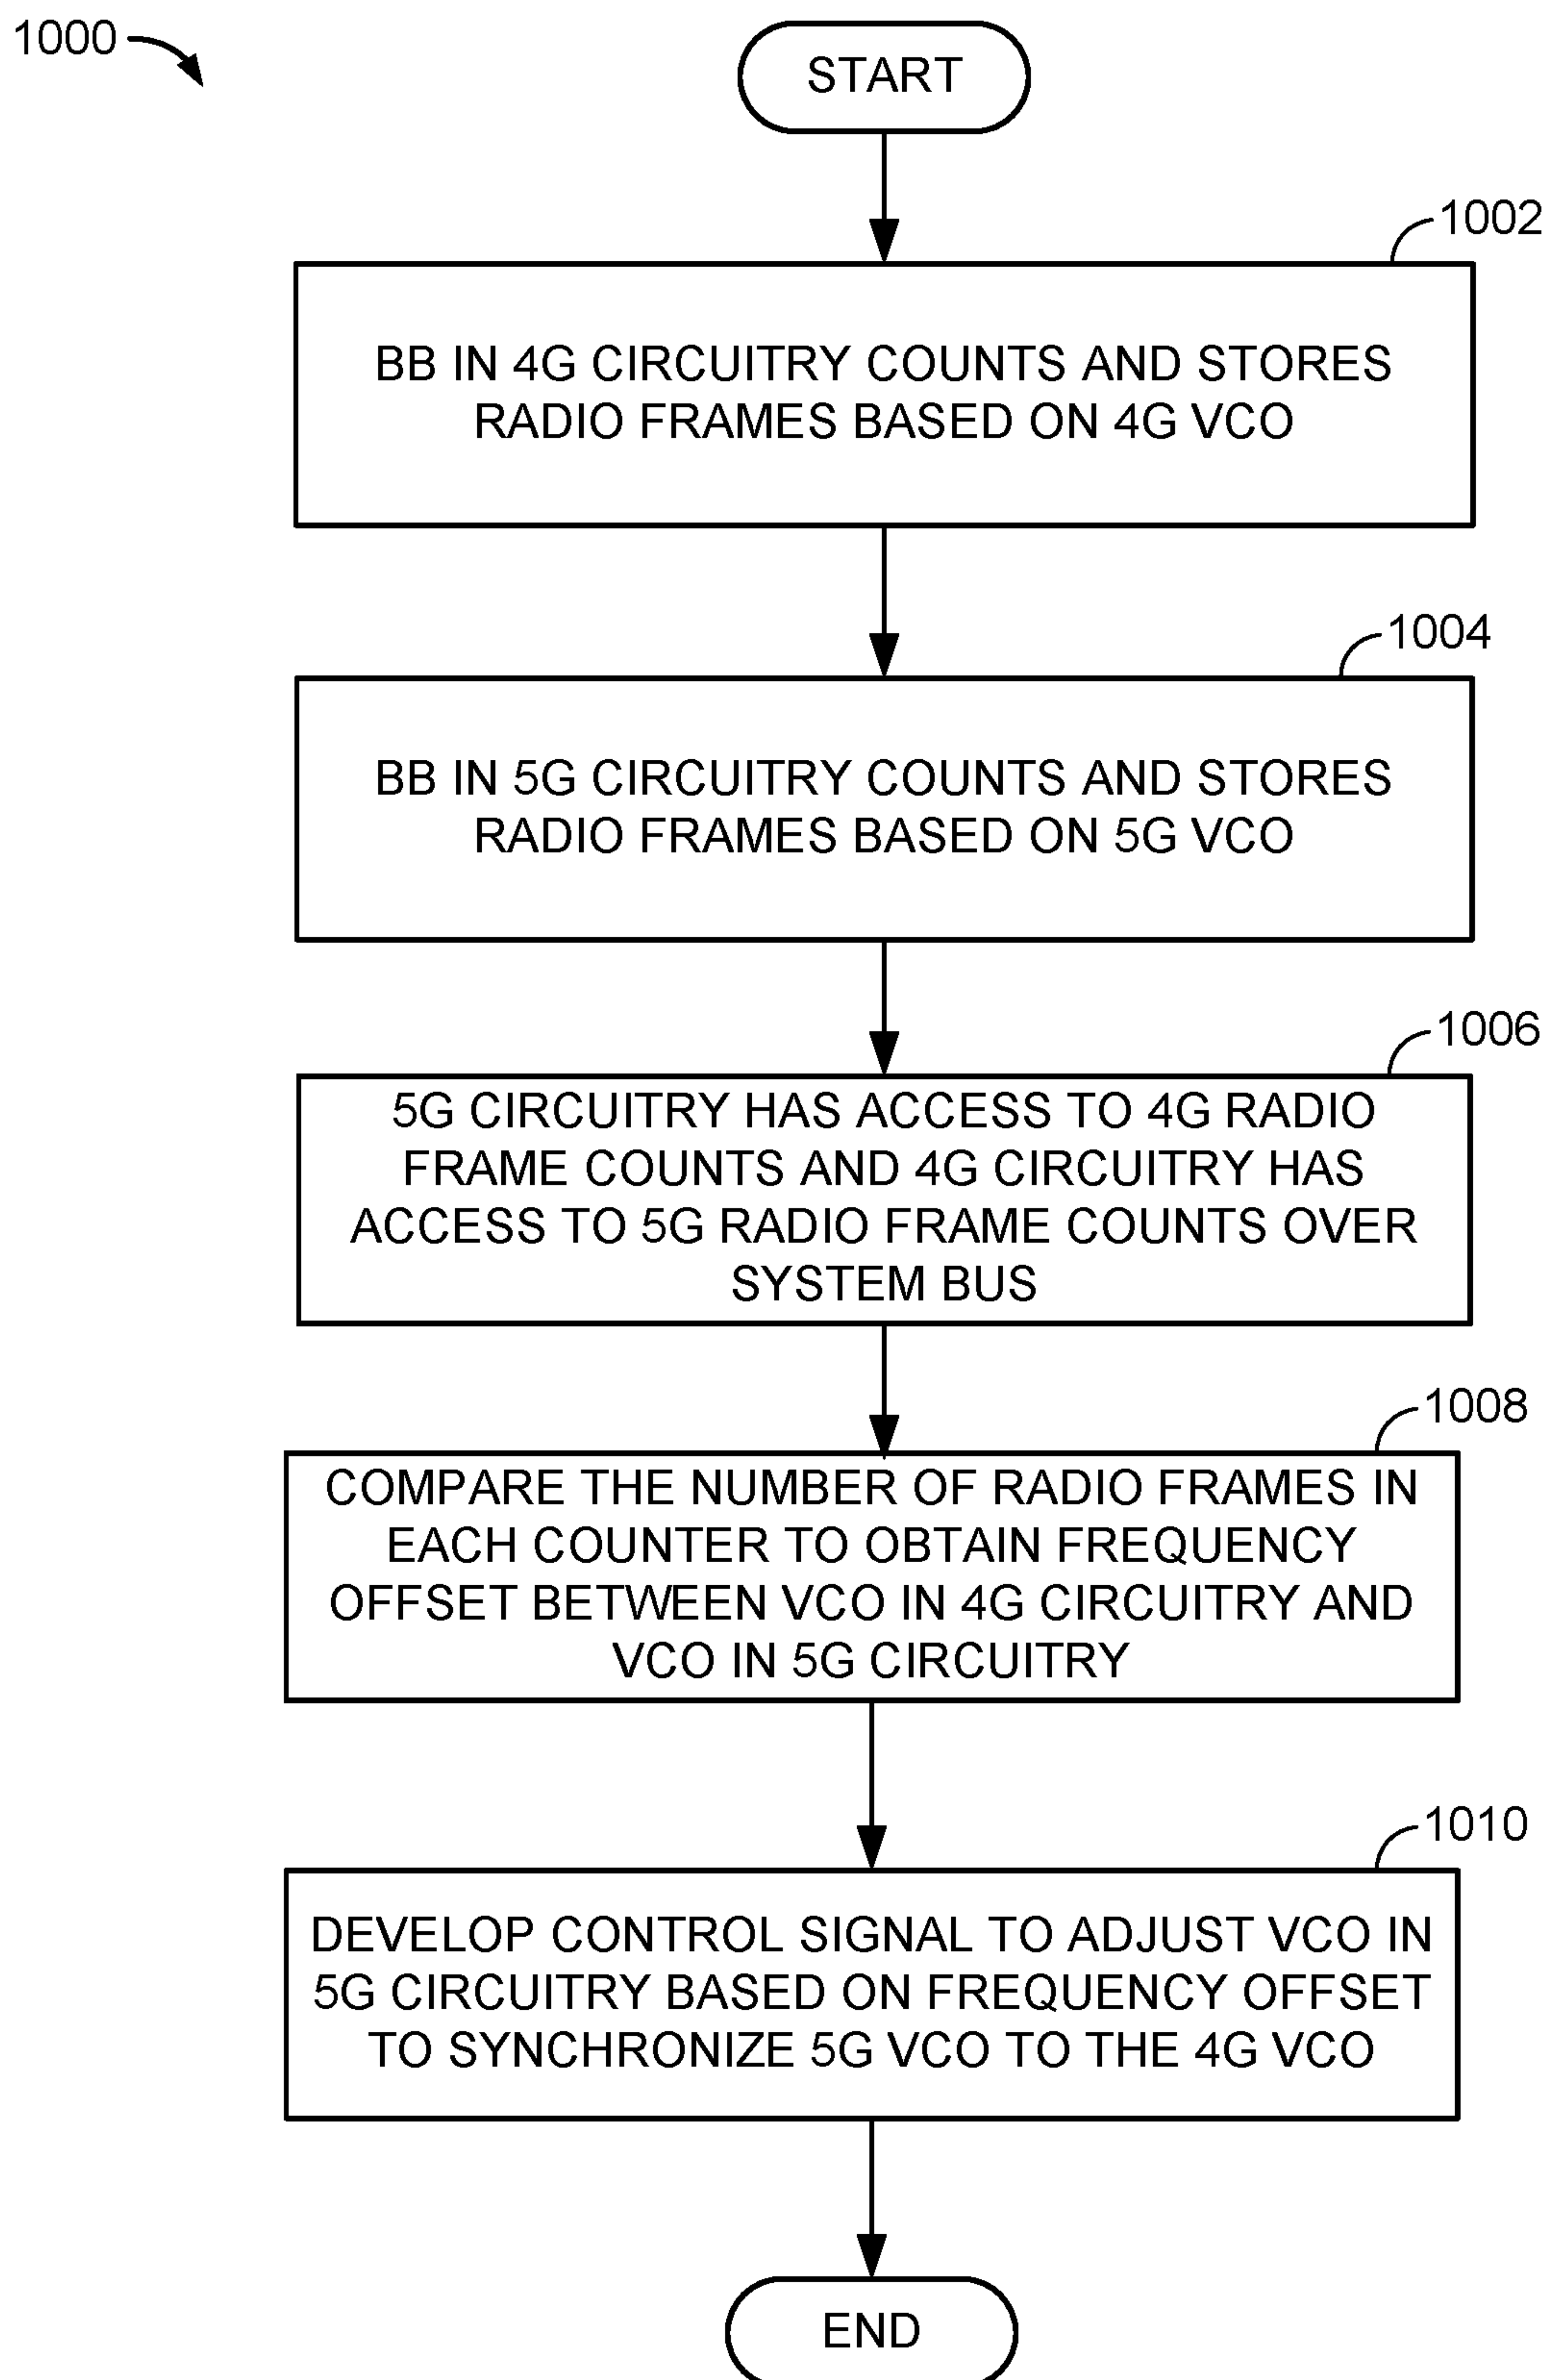 1000
START
1002
BB IN 4G CIRCUITRY COUNTS AND STORES
RADIO FRAMES BASED ON 4G VCO
1004
BB IN 5G CIRCUITRY COUNTS AND STORES
RADIO FRAMES BASED ON 5G VCO
1006
5G CIRCUITRY HAS ACCESS TO 4G RADIO
FRAME COUNTS AND 4G CIRCUITRY HAS
ACCESS TO 5G RADIO FRAME COUNTS OVER
SYSTEM BUS
1008
COMPARE THE NUMBER OF RADIO FRAMES IN
EACH COUNTER TO OBTAIN FREQUENCY
OFFSET BETWEEN VCO IN 4G CIRCUITRY AND
VCO IN 5G CIRCUITRY
1010
DEVELOP CONTROL SIGNAL TO ADJUST VCO IN
5G CIRCUITRY BASED ON FREQUENCY OFFSET
TO SYNCHRONIZE 5G VCO TO THE 4G VCO
END